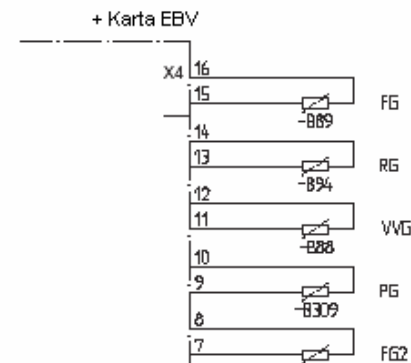 + Karta EBV
X4 16
15
-B89 FG
14
13
-B94 RG
12
11
-B88 VVG
10
9
-B309 PG
8
7 FG2